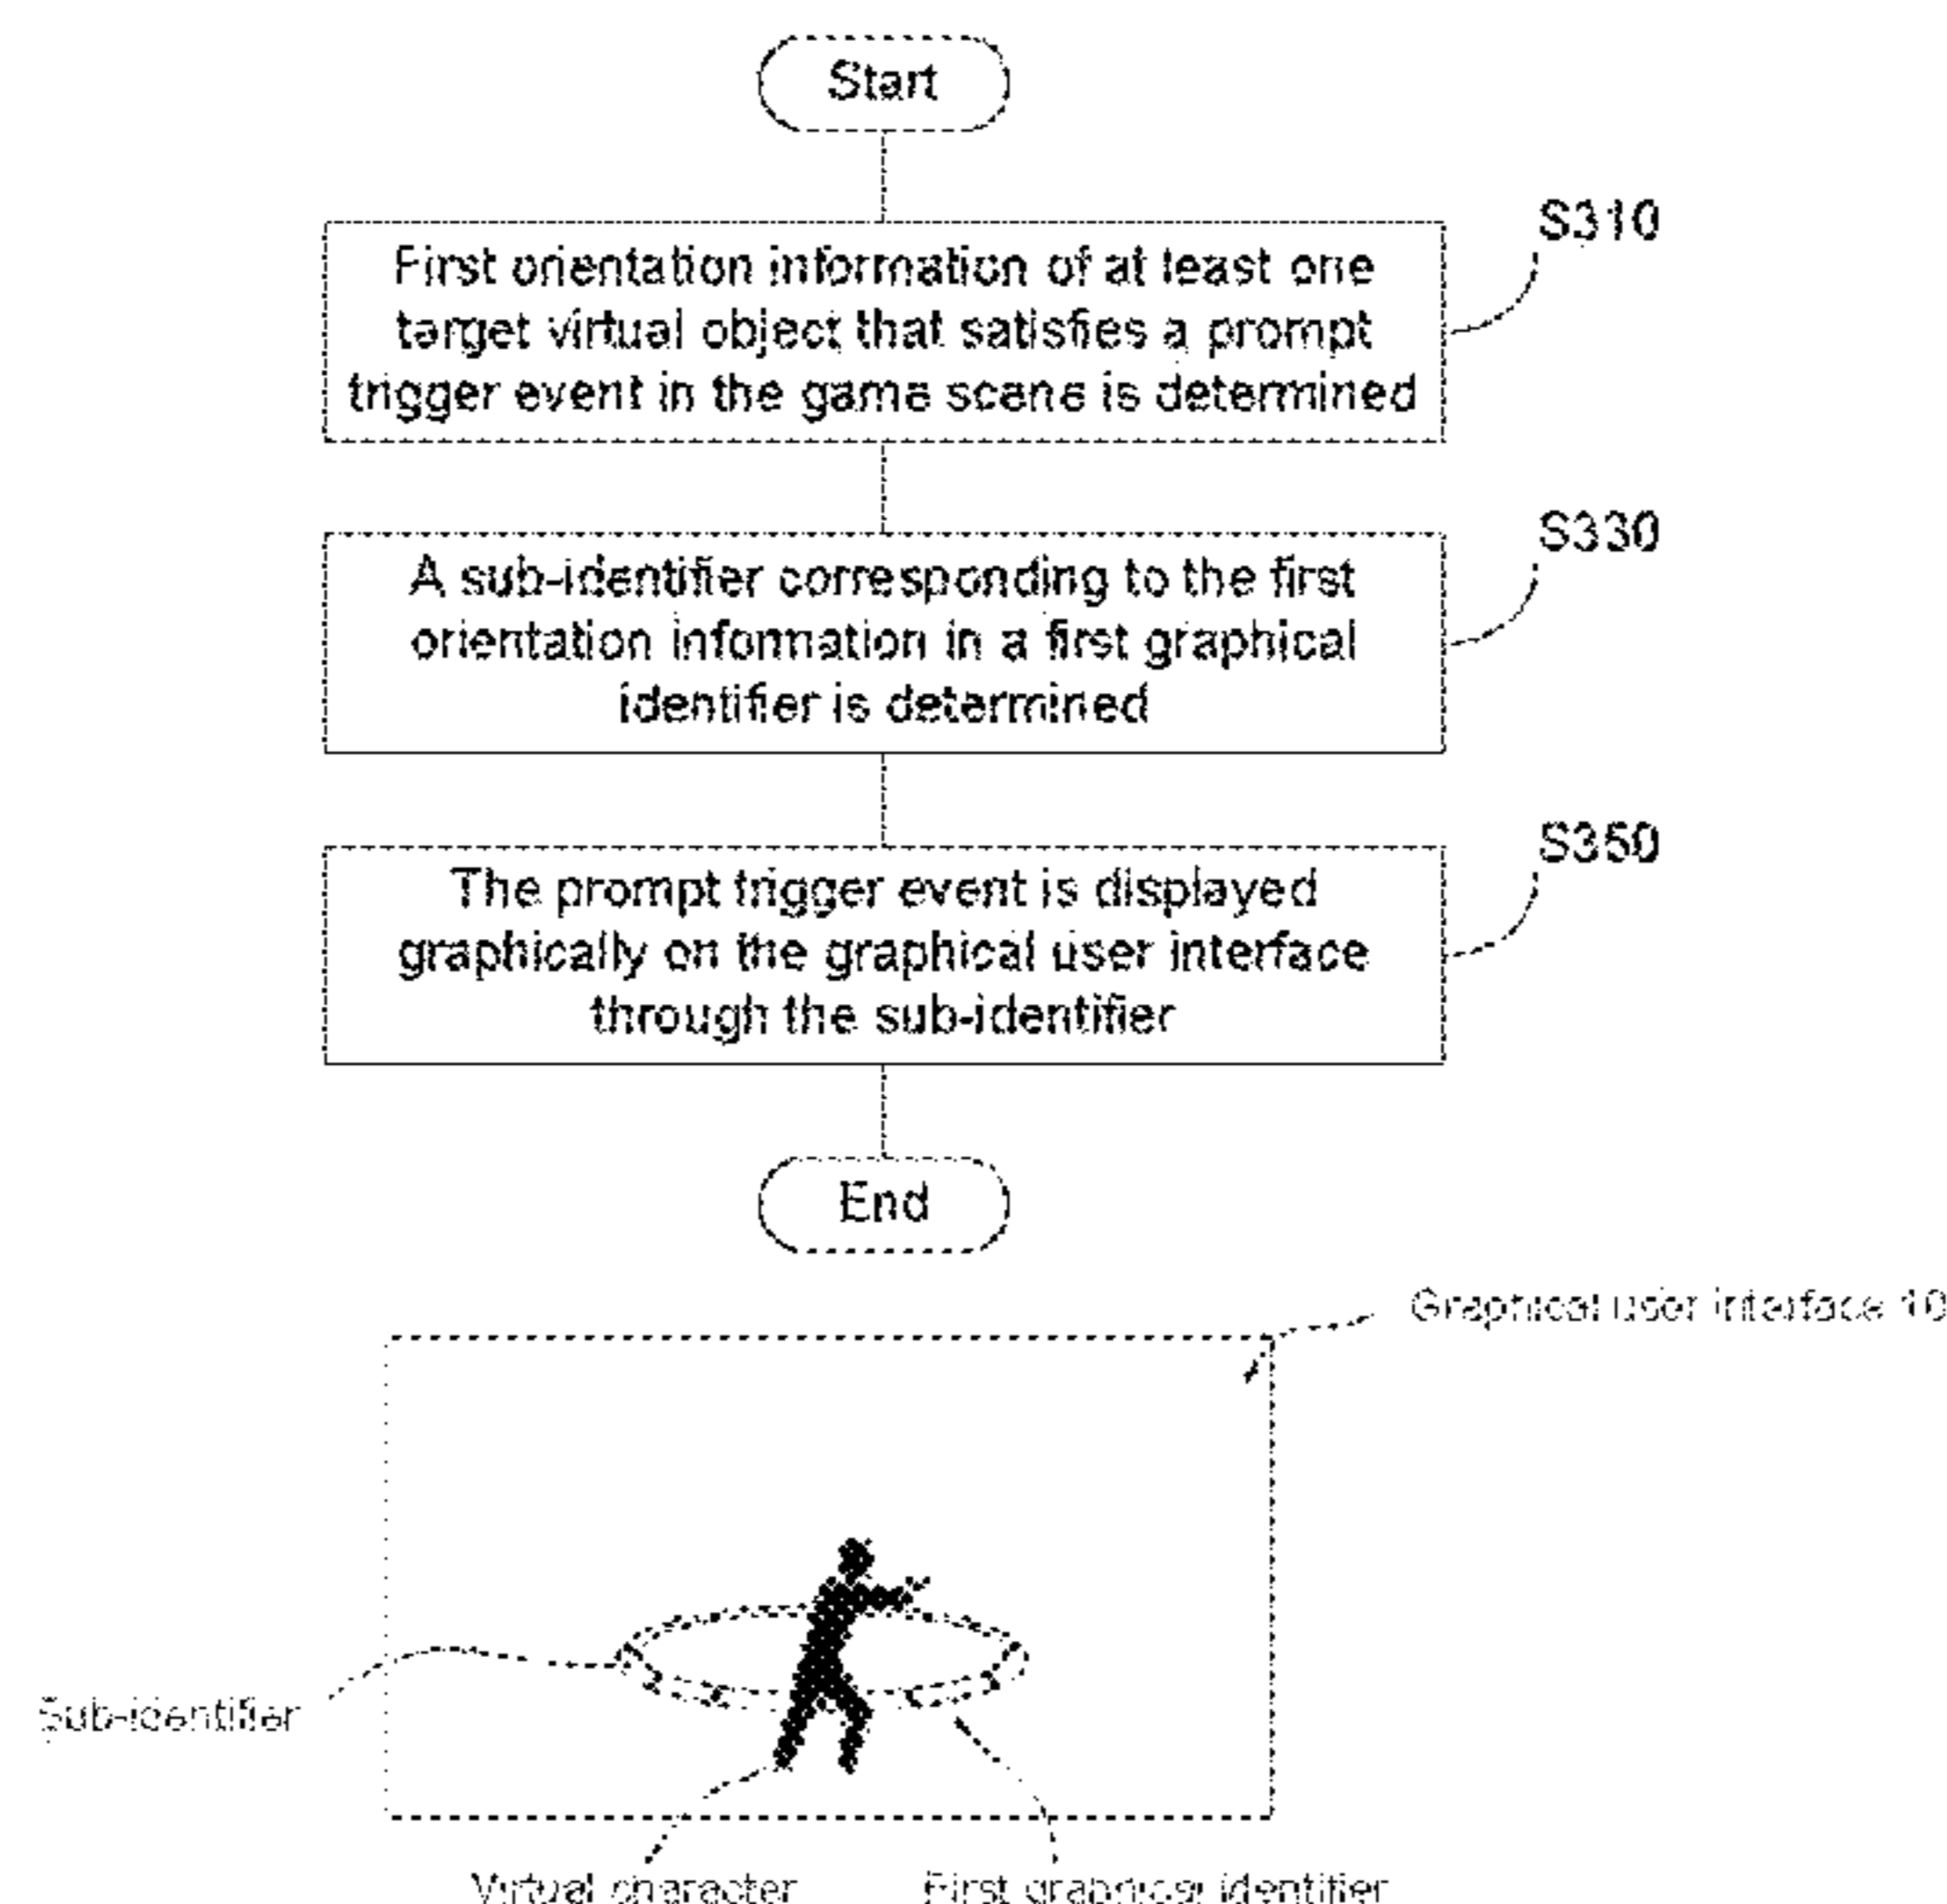 Start
S310
First orientation information of at least one
target virtual object that satisfies a prompt
trigger event in the game scene is determined
S330
A sub-identifier corresponding to the first
orientation information in a first graphical
identifier is determined
S350
The prompt trigger event is displayed
graphically on the graphical user interface
through the sub-identifier
End
Graphical user interface 10
Sub-identifier
Virtual character
First graphical identifier